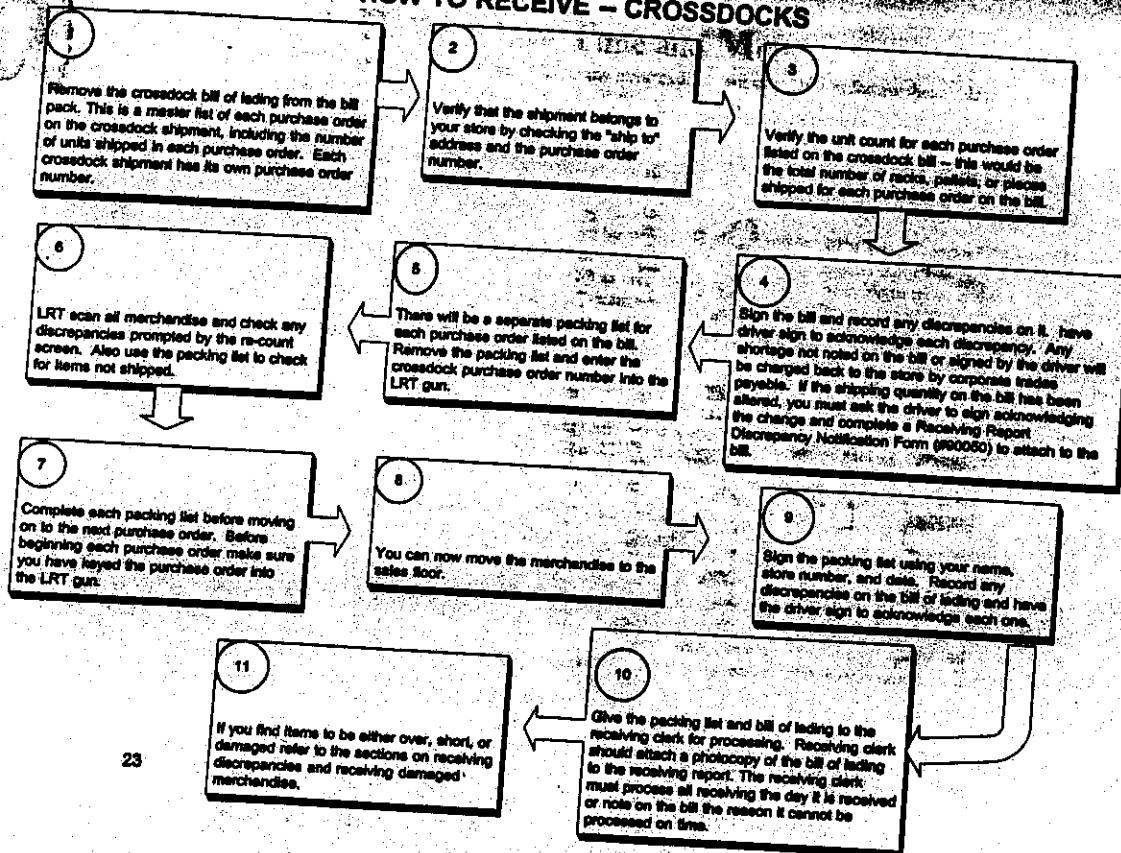 HOW TO RECEIVE – CROSSDOCKS
1
Remove the crossdock bill of lading from the bill
pack. This is a master list of each purchase order
on the crossdock shipment, including the number
of units shipped in each purchase order. Each
crossdock shipment has its own purchase order
number.
2
Verify that the shipment belongs to
your store by checking the "ship to"
address and the purchase order
number.
3
Verify the unit count for each purchase order
listed on the crossdock bill – this would be
the total number of racks, pallets, or pieces
shipped for each purchase order on the bill.
4
Sign the bill and record any discrepancies on it. have
driver sign to acknowledge each discrepancy. Any
shortage not noted on the bill or signed by the driver will
be charged back to the store by corporate trades
payable. If the shipping quantity on the bill has been
altered, you must ask the driver to sign acknowledging
the change and complete a Receiving Report
Discrepancy Notification Form (#60050) to attach to the
bill.
5
There will be a separate packing list for
each purchase order listed on the bill.
Remove the packing list and enter the
crossdock purchase order number into the
LRT gun.
6
LRT scan all merchandise and check any
discrepancies prompted by the re-count
screen. Also use the packing list to check
for items not shipped.
7
Complete each packing list before moving
on to the next purchase order. Before
beginning each purchase order make sure
you have keyed the purchase order into
the LRT gun.
8
You can now move the merchandise to the
sales floor.
9
Sign the packing list using your name,
store number, and date. Record any
discrepancies on the bill of lading and have
the driver sign to acknowledge each one.
10
Give the packing list and bill of lading to the
receiving clerk for processing. Receiving clerk
should attach a photocopy of the bill of lading
to the receiving report. The receiving clerk
must process all receiving the day it is received
or note on the bill the reason it cannot be
processed on time.
11
If you find items to be either over, short, or
damaged refer to the sections on receiving
discrepancies and receiving damaged
merchandise.
23